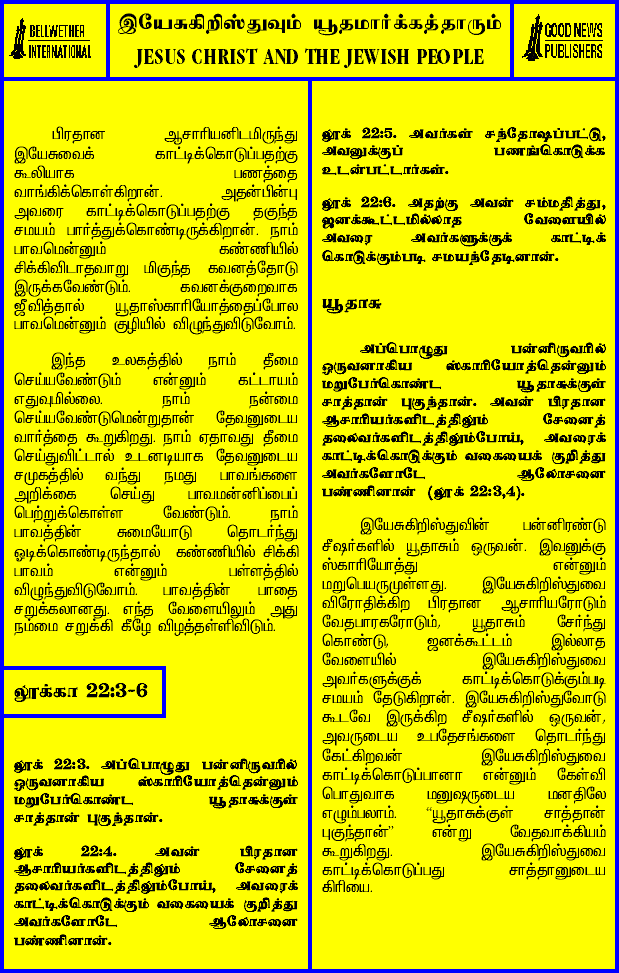 BELLWETHER
INTERNATIONAL
இயேசுகிறிஸ்துவும் யூதமார்க்கத்தாரும்
JESUS CHRIST AND THE JEWISH PEOPLE
GOOD NEWS
PUBLISHERS
பிரதான ஆசாரியனிடமிருந்து
இயேசுவைக் காட்டிக்கொடுப்பதற்கு
கூலியாக பணத்தை
வாங்கிக்கொள்கிறான். அதன்பின்பு
அவரை காட்டிக்கொடுப்பதற்கு தகுந்த
சமயம் பார்த்துக்கொண்டிருக்கிறான். நாம்
பாவமென்னும் கண்ணியில்
சிக்கிவிடாதவாறு மிகுந்த கவனத்தோடு
இருக்கவேண்டும். கவனக்குறைவாக
ஜீவித்தால் யூதாஸ்காரியோத்தைப்போல
பாவமென்னும் குழியில் விழுந்துவிடுவோம்.
இந்த உலகத்தில் நாம் தீமை
செய்யவேண்டும் என்னும் கட்டாயம்
எதுவுமில்லை. நாம் நன்மை
செய்யவேண்டுமென்றுதான் தேவனுடைய
வார்த்தை கூறுகிறது. நாம் ஏதாவது தீமை
செய்துவிட்டால் உடனடியாக தேவனுடைய
சமுகத்தில் வந்து நமது பாவங்களை
அறிக்கை செய்து பாவமன்னிப்பைப்
பெற்றுக்கொள்ள வேண்டும். நாம்
பாவத்தின் சுமையோடு தொடர்ந்து
ஓடிக்கொண்டிருந்தால் கண்ணியில் சிக்கி
பாவம் என்னும் பள்ளத்தில்
விழுந்துவிடுவோம். பாவத்தின் பாதை
சறுக்கலானது. எந்த வேளையிலும் அது
நம்மை சறுக்கி கீழே விழத்தள்ளிவிடும்.
லூக்கா 22:3-6
லூக் 22:3. அப்பொழுது பன்னிருவரில்
ஒருவனாகிய ஸ்காரியோத்தென்னும்
மறுபேர்கொண்ட யூதாசுக்குள்
சாத்தான் புகுந்தான்.
லூக் 22:4. அவன் பிரதான
ஆசாரியர்களிடத்திலும் சேனைத்
தலைவர்களிடத்திலும்போய், அவரைக்
காட்டிக்கொடுக்கும் வகையைக் குறித்து
அவர்களோடே ஆலோசனை
பண்ணினான்.
லூக் 22:5. அவர்கள் சந்தோஷப்பட்டு,
அவனுக்குப் பணங்கொடுக்க
உடன்பட்டார்கள்.
லூக் 22:6. அதற்கு அவன் சம்மதித்து,
ஜனக்கூட்டமில்லாத வேளையில்
அவரை அவர்களுக்குக் காட்டிக்
கொடுக்கும்படி சமயந்தேடினான்.
யூதாசு
அப்பொழுது பன்னிருவரில்
ஒருவனாகிய ஸ்காரியோத்தென்னும்
மறுபேர்கொண்ட யூதாசுக்குள்
சாத்தான் புகுந்தான். அவன் பிரதான
ஆசாரியர்களிடத்திலும் சேனைத்
தலைவர்களிடத்திலும்போய், அவரைக்
காட்டிக்கொடுக்கும் வகையைக் குறித்து
அவர்களோடே ஆலோசனை
பண்ணினான் (லூக் 22:3,4).
இயேசுகிறிஸ்துவின் பன்னிரண்டு
சீஷர்களில் யூதாசும் ஒருவன். இவனுக்கு
ஸ்காரியோத்து என்னும்
மறுபெயருமுள்ளது. இயேசுகிறிஸ்துவை
விரோதிக்கிற பிரதான ஆசாரியரோடும்
வேதபாரகரோடும், யூதாசும் சேர்ந்து
கொண்டு, ஜனக்கூட்டம் இல்லாத
வேளையில் இயேசுகிறிஸ்துவை
அவர்களுக்குக் காட்டிக்கொடுக்கும்படி
சமயம் தேடுகிறான். இயேசுகிறிஸ்துவோடு
கூடவே இருக்கிற சீஷர்களில் ஒருவன்,
அவருடைய உபதேசங்களை தொடர்ந்து
கேட்கிறவன் இயேசுகிறிஸ்துவை
காட்டிக்கொடுப்பானா என்னும் கேள்வி
பொதுவாக மனுஷருடைய மனதிலே
எழும்பலாம். “யூதாசுக்குள் சாத்தான்
புகுந்தான்” என்று வேதவாக்கியம்
கூறுகிறது. இயேசுகிறிஸ்துவை
காட்டிக்கொடுப்பது சாத்தானுடைய
கிரியை.